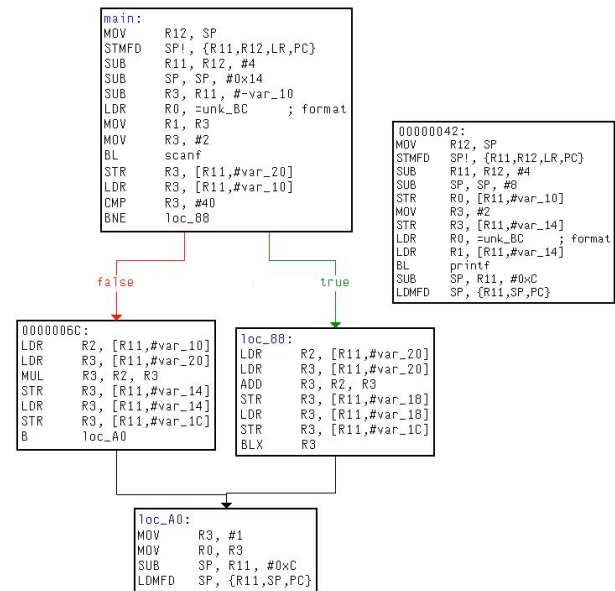 main:
MOV R12, SP
STMFD SP!, {R11,R12,LR,PC}
SUB R11, R12, #4
SUB SP, SP, #0x14
SUB R3, R11, #-var_10
LDR R0, =unk_BC ; format
MOV R1, R3
MOV R3, #2
BL scanf
STR R3, [R11,#var_20]
LDR R3, [R11,#var_10]
CMP R3, #40
BNE loc_88
00000042:
MOV R12, SP
STMFD SP!, {R11,R12,LR,PC}
SUB R11, R12, #4
SUB SP, SP, #8
STR R0, [R11,#var_10]
MOV R3, #2
STR R3, [R11,#var_14]
LDR R0, =unk_BC ; format
LDR R1, [R11,#var_14]
BL printf
SUB SP, R11, #0xC
LDMFD SP, {R11,SP,PC}
false
true
0000006C:
LDR R2, [R11,#var_10]
LDR R3, [R11,#var_20]
MUL R3, R2, R3
STR R3, [R11,#var_14]
LDR R3, [R11,#var_14]
STR R3, [R11,#var_1C]
B loc_A0
loc_88:
LDR R2, [R11,#var_20]
LDR R3, [R11,#var_20]
ADD R3, R2, R3
STR R3, [R11,#var_18]
LDR R3, [R11,#var_18]
STR R3, [R11,#var_1C]
BLX R3
loc_A0:
MOV R3, #1
MOV R0, R3
SUB SP, R11, #0xC
LDMFD SP, {R11,SP,PC}